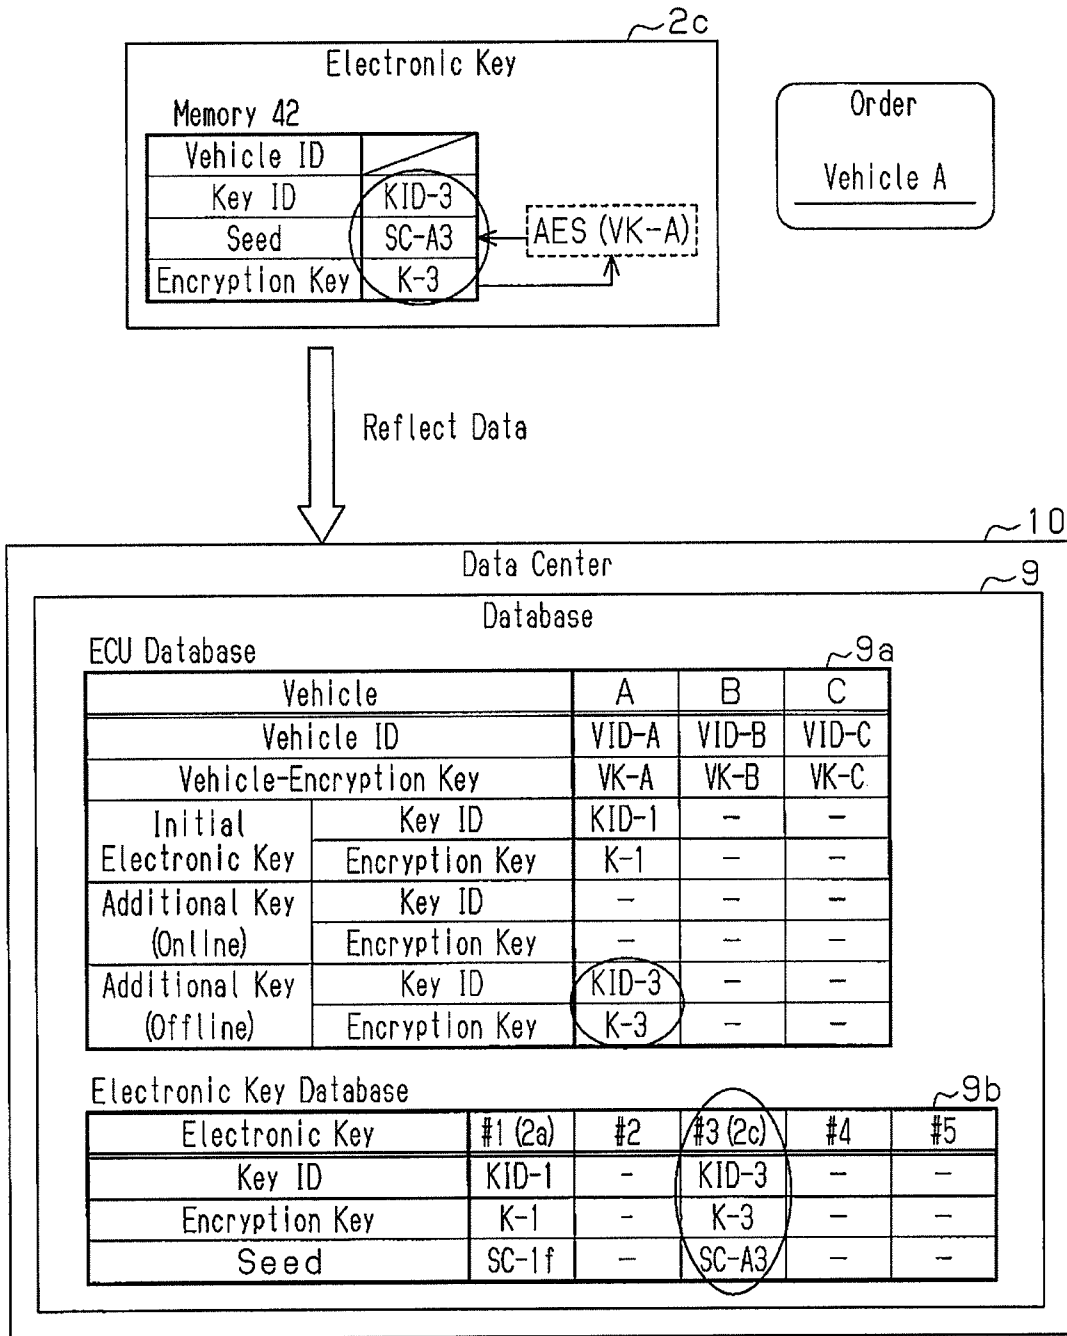 2c
Electronic Key
Memory 42
Vehicle ID
Key ID KID-3
Seed SC-A3
Encryption Key K-3
AES (VK-A)
Order
Vehicle A
Reflect Data
10
Data Center
9
Database
ECU Database 9a
Vehicle A B C
Vehicle ID VID-A VID-B VID-C
Vehicle-Encryption Key VK-A VK-B VK-C
Initial Electronic Key
Key ID KID-1 – –
Encryption Key K-1 – –
Additional Key (Online)
Key ID – – –
Encryption Key – – –
Additional Key (Offline)
Key ID KID-3 – –
Encryption Key K-3 – –
Electronic Key Database 9b
Electronic Key #1 (2a) #2 #3 (2c) #4 #5
Key ID KID-1 – KID-3 – –
Encryption Key K-1 – K-3 – –
Seed SC-1f – SC-A3 – –